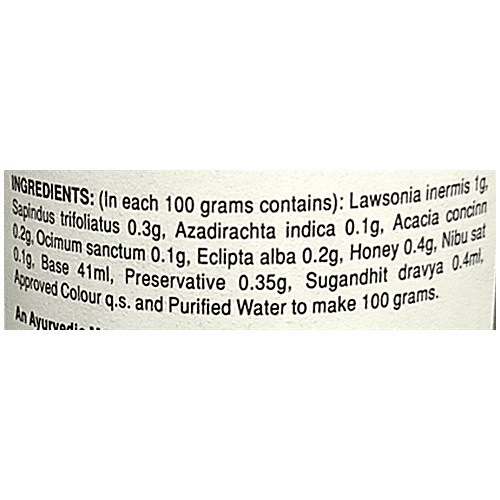 INGREDIENTS: (In each 100 grams contains): Lawsonia inermis 1g,
Sapindus trifoliatus 0.3g, Azadirachta indica 0.1g, Acacia concinn
0.2g, Ocimum sanctum 0.1g, Eclipta alba 0.2g, Honey 0.4g, Nibu sat
0.1g, Base 41ml, Preservative 0.35g, Sugandhit dravya 0.4ml,
Approved Colour q.s. and Purified Water to make 100 grams.
An Ayurvedic